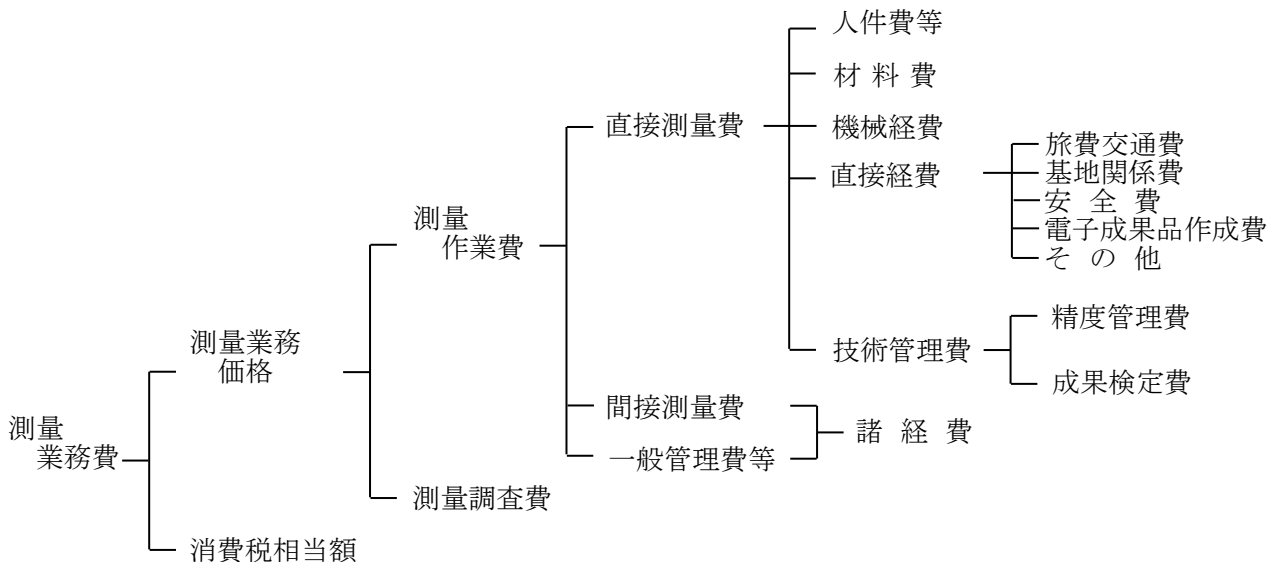 人件費等
材料費
直接測量費
機械経費
直接経費
旅費交通費
基地関係費
安全費
電子成果品作成費
その他
測量
作業費
精度管理費
測量業務
価格
技術管理費
成果検定費
間接測量費
諸経費
測量
業務費
一般管理費等
測量調査費
消費税相当額